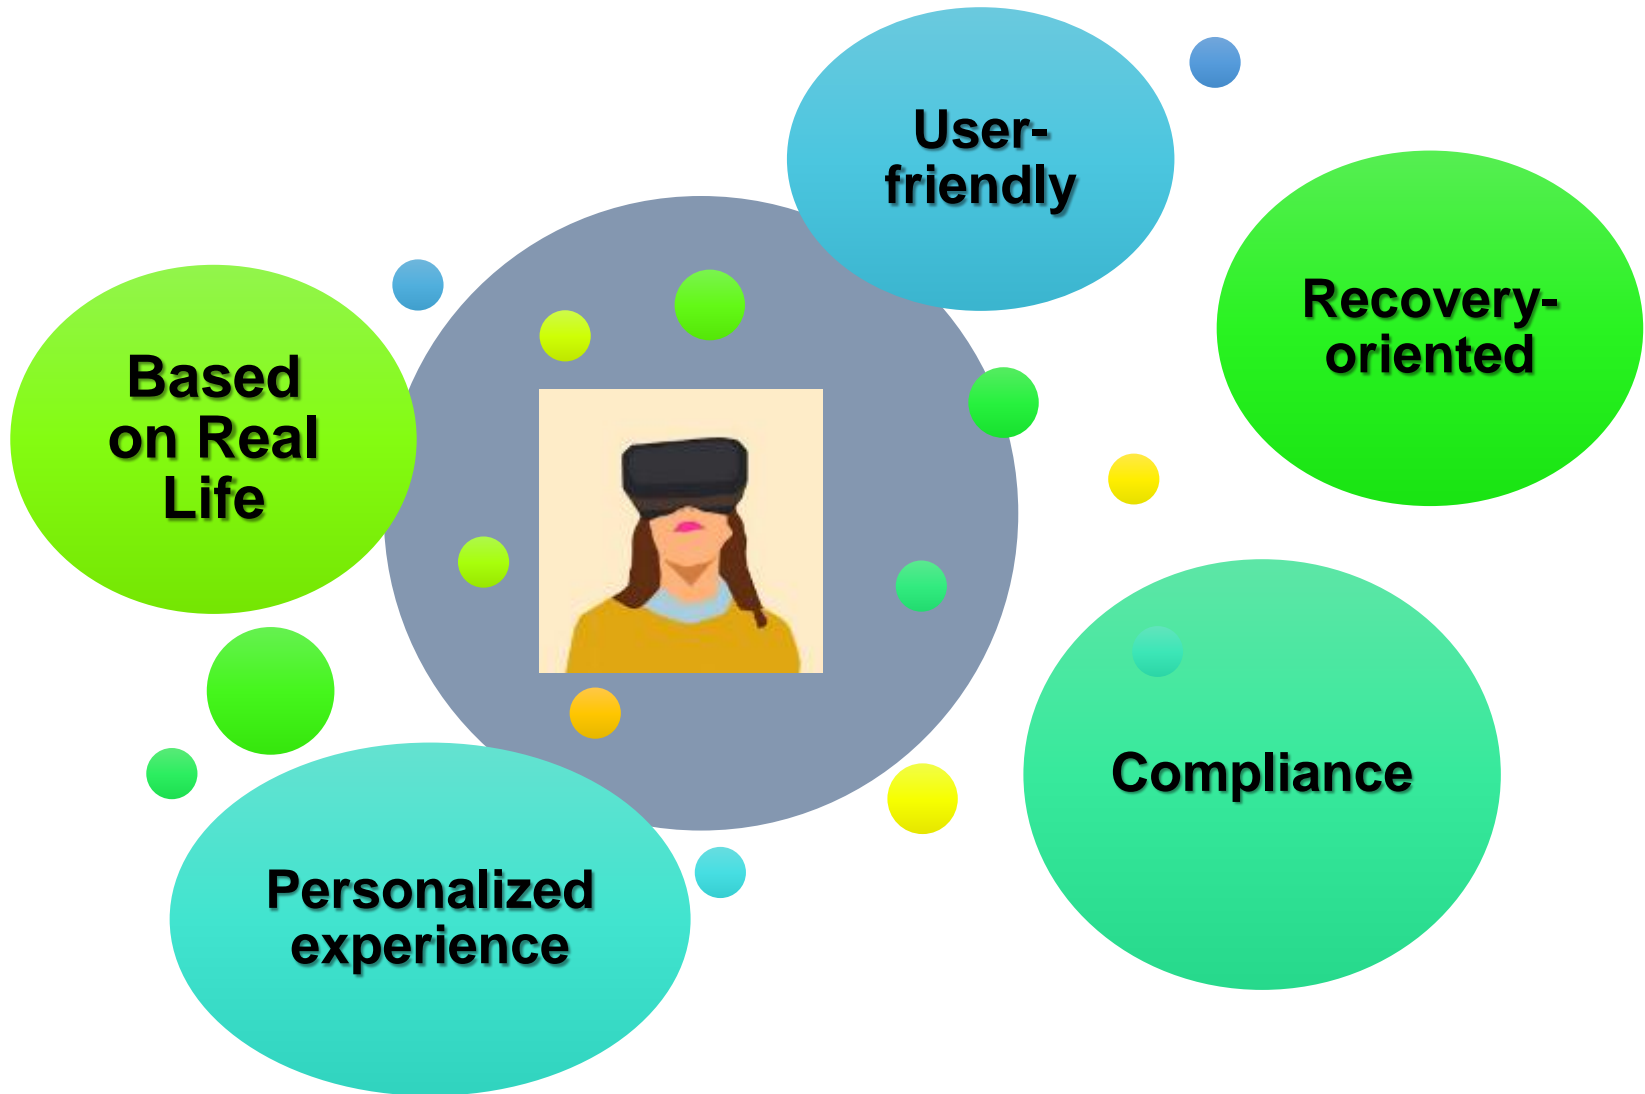 User-
friendly
Recovery-
oriented
Based
on Real
Life
Compliance
Personalized
experience